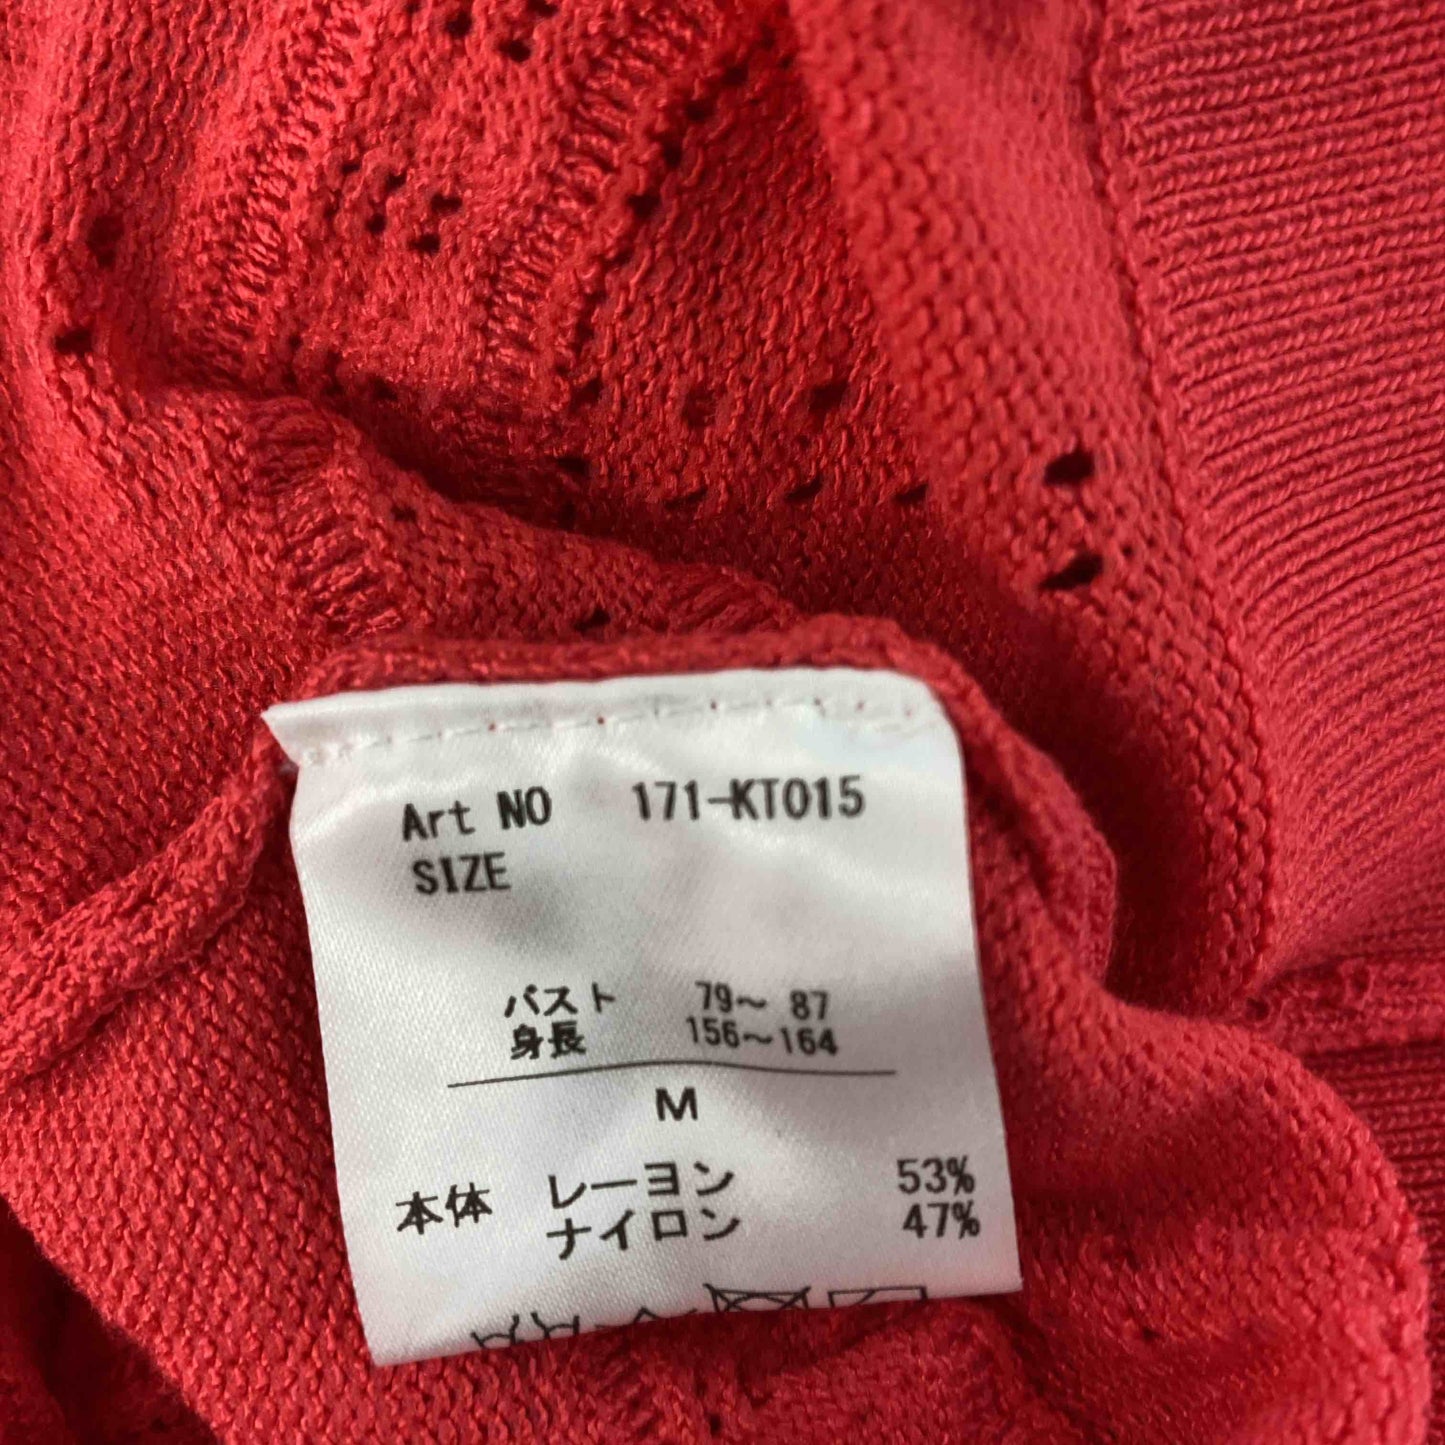 Art NO 171-KT015
SIZE
バスト 79〜 87
身長 156〜164
M
本体 レーヨン 53%
ナイロン 47%